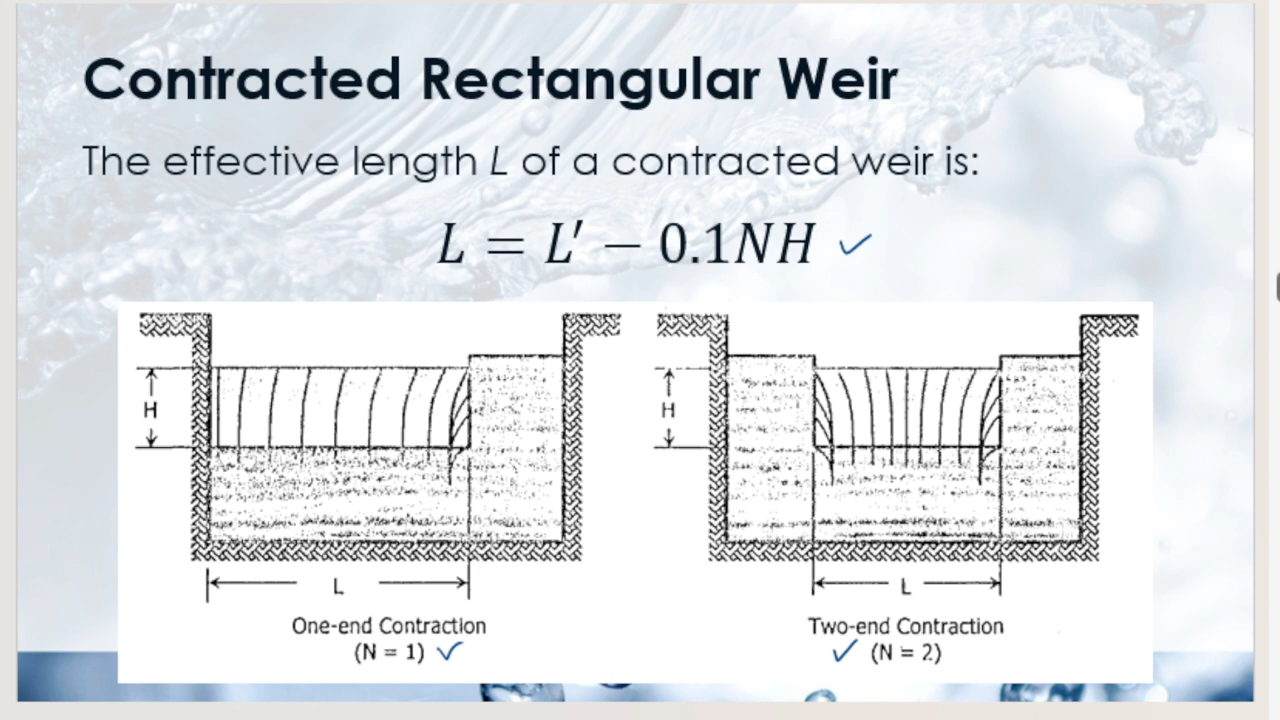 Contracted Rectangular Weir
The effective length L of a contracted weir is:
L = L′ − 0.1NH
H
H
L
L
One-end Contraction
(N = 1)
Two-end Contraction
(N = 2)